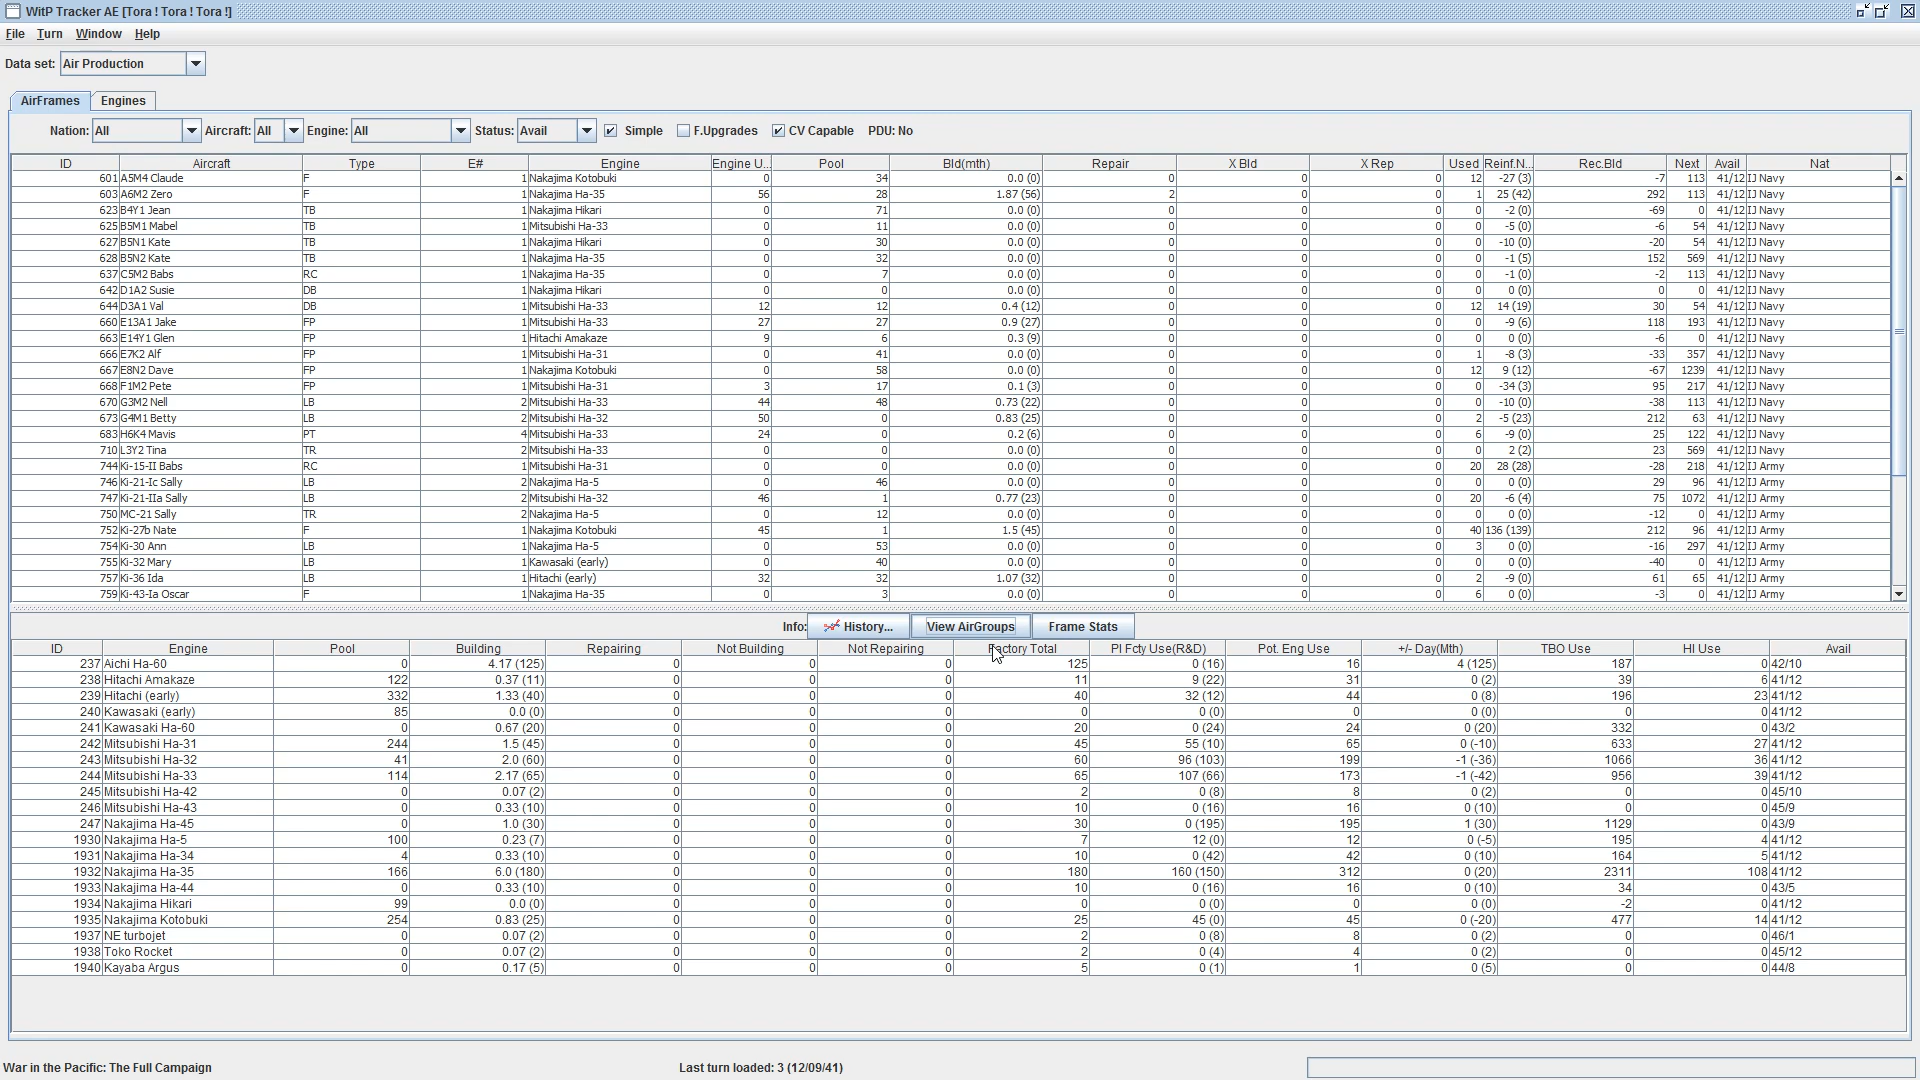 WitP Tracker AE [Tora ! Tora ! Tora !]
File Turn Window Help
Data set: Air Production
AirFrames Engines
Nation: All Aircraft: All Engine: All Status: Avail Simple F.Upgrades CV Capable PDU: No
ID Aircraft Type E# Engine Engine U... Pool Bld(mth) Repair X Bld X Rep Used Reinf.N... Rec.Bld Next Avail Nat
601 A5M4 Claude F 1 Nakajima Kotobuki 0 34 0.0 (0) 0 0 0 12 -27 (3) -7 113 41/12 IJ Navy
603 A6M2 Zero F 1 Nakajima Ha-35 56 28 1.87 (56) 2 0 0 1 25 (42) 292 113 41/12 IJ Navy
623 B4Y1 Jean TB 1 Nakajima Hikari 0 71 0.0 (0) 0 0 0 0 -2 (0) -69 0 41/12 IJ Navy
625 B5M1 Mabel TB 1 Mitsubishi Ha-33 0 11 0.0 (0) 0 0 0 0 -5 (0) -6 54 41/12 IJ Navy
627 B5N1 Kate TB 1 Nakajima Hikari 0 30 0.0 (0) 0 0 0 0 -10 (0) -20 54 41/12 IJ Navy
628 B5N2 Kate TB 1 Nakajima Ha-35 0 32 0.0 (0) 0 0 0 0 -1 (5) 152 569 41/12 IJ Navy
637 C5M2 Babs RC 1 Nakajima Ha-35 0 7 0.0 (0) 0 0 0 0 -1 (0) -2 113 41/12 IJ Navy
642 D1A2 Susie DB 1 Nakajima Hikari 0 0 0.0 (0) 0 0 0 0 0 (0) 0 0 41/12 IJ Navy
644 D3A1 Val DB 1 Mitsubishi Ha-33 12 12 0.4 (12) 0 0 0 12 14 (19) 30 54 41/12 IJ Navy
660 E13A1 Jake FP 1 Mitsubishi Ha-33 27 27 0.9 (27) 0 0 0 0 -9 (6) 118 193 41/12 IJ Navy
663 E14Y1 Glen FP 1 Hitachi Amakaze 9 6 0.3 (9) 0 0 0 0 0 (0) -6 0 41/12 IJ Navy
666 E7K2 Alf FP 1 Mitsubishi Ha-31 0 41 0.0 (0) 0 0 0 1 -8 (3) -33 357 41/12 IJ Navy
667 E8N2 Dave FP 1 Nakajima Kotobuki 0 58 0.0 (0) 0 0 0 12 9 (12) -67 1239 41/12 IJ Navy
668 F1M2 Pete FP 1 Mitsubishi Ha-31 3 17 0.1 (3) 0 0 0 0 -34 (3) 95 217 41/12 IJ Navy
670 G3M2 Nell LB 2 Mitsubishi Ha-33 44 48 0.73 (22) 0 0 0 0 -10 (0) -38 113 41/12 IJ Navy
673 G4M1 Betty LB 2 Mitsubishi Ha-32 50 0 0.83 (25) 0 0 0 2 -5 (23) 212 63 41/12 IJ Navy
683 H6K4 Mavis PT 4 Mitsubishi Ha-33 24 0 0.2 (6) 0 0 0 6 -9 (0) 25 122 41/12 IJ Navy
710 L3Y2 Tina TR 2 Mitsubishi Ha-33 0 0 0.0 (0) 0 0 0 0 2 (2) 23 569 41/12 IJ Navy
744 Ki-15-II Babs RC 1 Mitsubishi Ha-31 0 0 0.0 (0) 0 0 0 20 28 (28) -28 218 41/12 IJ Army
746 Ki-21-Ic Sally LB 2 Nakajima Ha-5 0 46 0.0 (0) 0 0 0 0 0 (0) 29 96 41/12 IJ Army
747 Ki-21-IIa Sally LB 2 Mitsubishi Ha-32 46 1 0.77 (23) 0 0 0 20 -6 (4) 75 1072 41/12 IJ Army
750 MC-21 Sally TR 2 Nakajima Ha-5 0 12 0.0 (0) 0 0 0 0 0 (0) -12 0 41/12 IJ Army
752 Ki-27b Nate F 1 Nakajima Kotobuki 45 1 1.5 (45) 0 0 0 40 136 (139) 212 96 41/12 IJ Army
754 Ki-30 Ann LB 1 Nakajima Ha-5 0 53 0.0 (0) 0 0 0 3 0 (0) -16 297 41/12 IJ Army
755 Ki-32 Mary LB 1 Kawasaki (early) 0 40 0.0 (0) 0 0 0 0 0 (0) -40 0 41/12 IJ Army
757 Ki-36 Ida LB 1 Hitachi (early) 32 32 1.07 (32) 0 0 0 2 -9 (0) 61 65 41/12 IJ Army
759 Ki-43-Ia Oscar F 1 Nakajima Ha-35 0 3 0.0 (0) 0 0 0 6 0 (0) -3 0 41/12 IJ Army
Info: History... View AirGroups Frame Stats
ID Engine Pool Building Repairing Not Building Not Repairing Factory Total Pl Fcty Use(R&D) Pot. Eng Use +/- Day(Mth) TBO Use HI Use Avail
237 Aichi Ha-60 0 4.17 (125) 0 0 0 125 0 (16) 16 4 (125) 187 0 42/10
238 Hitachi Amakaze 122 0.37 (11) 0 0 0 11 9 (22) 31 0 (2) 39 6 41/12
239 Hitachi (early) 332 1.33 (40) 0 0 0 40 32 (12) 44 0 (8) 196 23 41/12
240 Kawasaki (early) 85 0.0 (0) 0 0 0 0 0 (0) 0 0 (0) 0 0 41/12
241 Kawasaki Ha-60 0 0.67 (20) 0 0 0 20 0 (24) 24 0 (20) 332 0 43/2
242 Mitsubishi Ha-31 244 1.5 (45) 0 0 0 45 55 (10) 65 0 (-10) 633 27 41/12
243 Mitsubishi Ha-32 41 2.0 (60) 0 0 0 60 96 (103) 199 -1 (-36) 1066 36 41/12
244 Mitsubishi Ha-33 114 2.17 (65) 0 0 0 65 107 (66) 173 -1 (-42) 956 39 41/12
245 Mitsubishi Ha-42 0 0.07 (2) 0 0 0 2 0 (8) 8 0 (2) 0 0 45/10
246 Mitsubishi Ha-43 0 0.33 (10) 0 0 0 10 0 (16) 16 0 (10) 0 0 45/9
247 Nakajima Ha-45 0 1.0 (30) 0 0 0 30 0 (195) 195 1 (30) 1129 0 43/9
1930 Nakajima Ha-5 100 0.23 (7) 0 0 0 7 12 (0) 12 0 (-5) 195 4 41/12
1931 Nakajima Ha-34 4 0.33 (10) 0 0 0 10 0 (42) 42 0 (10) 164 5 41/12
1932 Nakajima Ha-35 166 6.0 (180) 0 0 0 180 160 (150) 312 0 (20) 2311 108 41/12
1933 Nakajima Ha-44 0 0.33 (10) 0 0 0 10 0 (16) 16 0 (10) 34 0 43/5
1934 Nakajima Hikari 99 0.0 (0) 0 0 0 0 0 (0) 0 0 (0) -2 0 41/12
1935 Nakajima Kotobuki 254 0.83 (25) 0 0 0 25 45 (0) 45 0 (-20) 477 14 41/12
1937 NE turbojet 0 0.07 (2) 0 0 0 2 0 (8) 8 0 (2) 0 0 46/1
1938 Toko Rocket 0 0.07 (2) 0 0 0 2 0 (4) 4 0 (2) 0 0 45/12
1940 Kayaba Argus 0 0.17 (5) 0 0 0 5 0 (1) 1 0 (5) 0 0 44/8
War in the Pacific: The Full Campaign Last turn loaded: 3 (12/09/41)